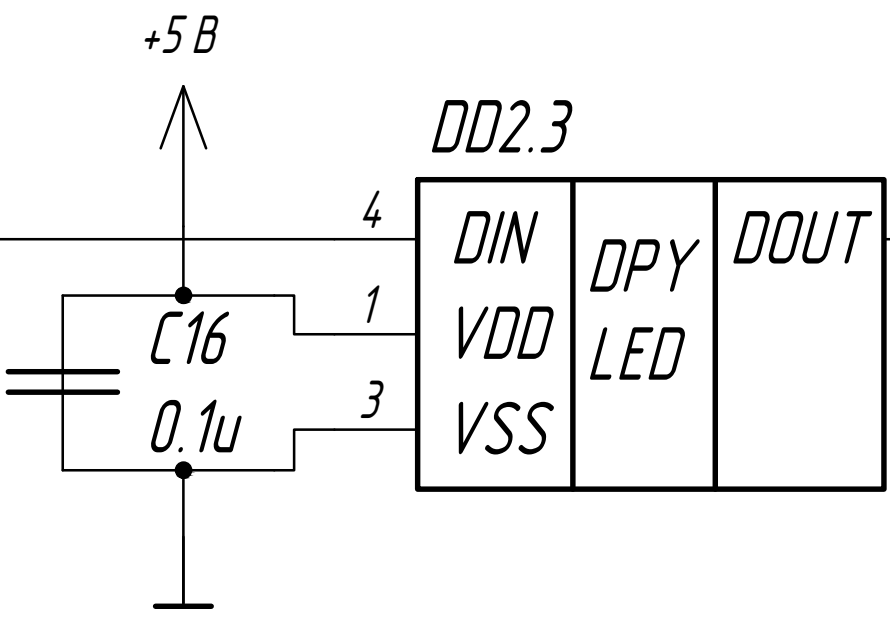 +5 В
DD2.3
4
DIN
DPY
DOUT
1
C16
VDD
LED
3
0.1u
VSS